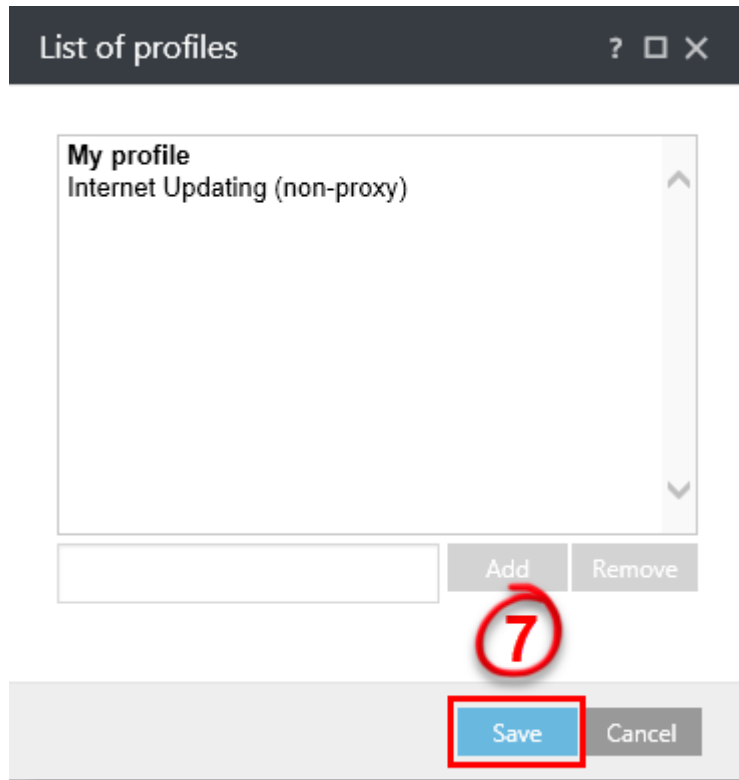 List of profiles ?
My profile
Internet Updating (non-proxy)
Add Remove
7
Save Cancel